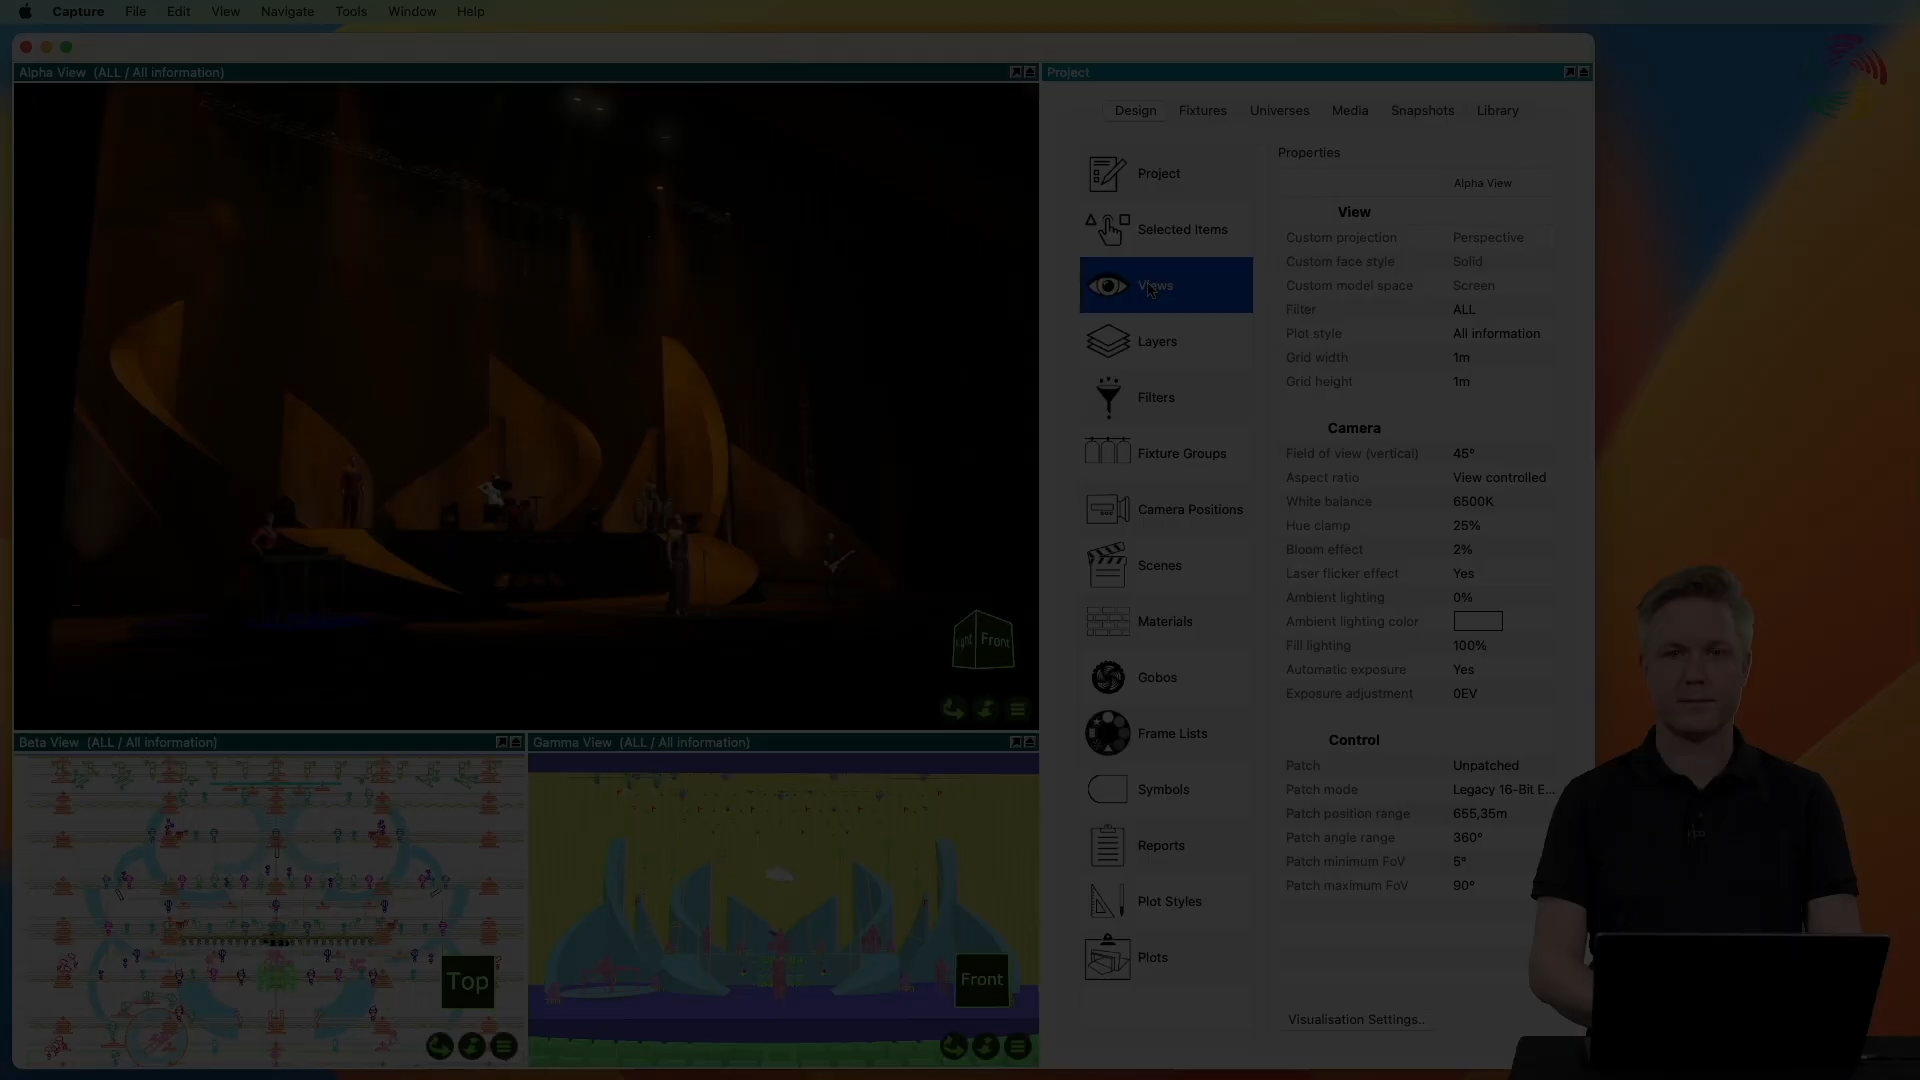 Capture File Edit View Navigate Tools Window Help
Alpha View (ALL / All information)
Project
Design Fixtures Universes Media Snapshots Library
Project
Selected Items
Views
Layers
Filters
Fixture Groups
Camera Positions
Scenes
Materials
Gobos
Frame Lists
Symbols
Reports
Plot Styles
Plots
Properties
Alpha View
View
Custom projection Perspective
Custom face style Solid
Custom model space Screen
Filter ALL
Plot style All information
Grid width 1m
Grid height 1m
Camera
Field of view (vertical) 45°
Aspect ratio View controlled
White balance 6500K
Hue clamp 25%
Bloom effect 2%
Laser flicker effect Yes
Ambient lighting 0%
Ambient lighting color
Fill lighting 100%
Automatic exposure Yes
Exposure adjustment 0EV
Control
Patch Unpatched
Patch mode Legacy 16-Bit E...
Patch position range 655,35m
Patch angle range 360°
Patch minimum FoV 5°
Patch maximum FoV 90°
Visualisation Settings..
Front
Beta View (ALL / All information)
Top
Gamma View (ALL / All information)
Front